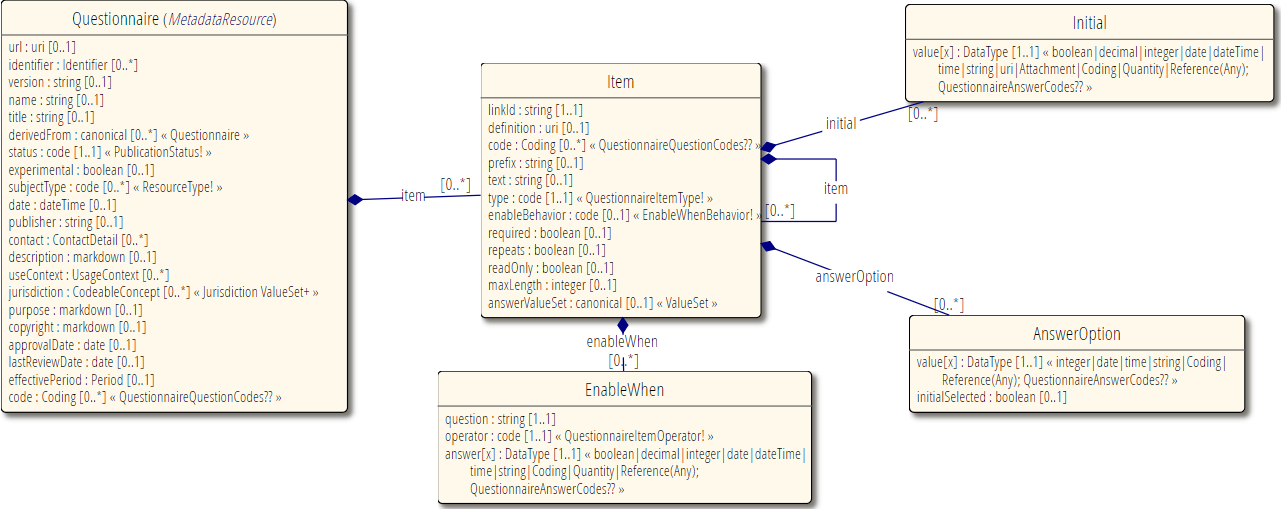 Questionnaire (MetadataResource)
url : uri [0..1]
identifier : Identifier [0..*]
version : string [0..1]
name : string [0..1]
title : string [0..1]
derivedFrom : canonical [0..*] « Questionnaire »
status : code [1..1] « PublicationStatus! »
experimental : boolean [0..1]
subjectType : code [0..*] « ResourceType! »
date : dateTime [0..1]
publisher : string [0..1]
contact : ContactDetail [0..*]
description : markdown [0..1]
useContext : UsageContext [0..*]
jurisdiction : CodeableConcept [0..*] « Jurisdiction ValueSet+ »
purpose : markdown [0..1]
copyright : markdown [0..1]
approvalDate : date [0..1]
lastReviewDate : date [0..1]
effectivePeriod : Period [0..1]
code : Coding [0..*] « QuestionnaireQuestionCodes?? »
item
[0..*]
Item
linkId : string [1..1]
definition : uri [0..1]
code : Coding [0..*] « QuestionnaireQuestionCodes?? »
prefix : string [0..1]
text : string [0..1]
type : code [1..1] « QuestionnaireItemType! »
enableBehavior : code [0..1] « EnableWhenBehavior! »
required : boolean [0..1]
repeats : boolean [0..1]
readOnly : boolean [0..1]
maxLength : integer [0..1]
answerValueSet : canonical [0..1] « ValueSet »
initial
[0..*]
item
[0..*]
answerOption
[0..*]
enableWhen
[0..*]
Initial
value[x] : DataType [1..1] « boolean|decimal|integer|date|dateTime|
time|string|uri|Attachment|Coding|Quantity|Reference(Any);
QuestionnaireAnswerCodes?? »
AnswerOption
value[x] : DataType [1..1] « integer|date|time|string|Coding|
Reference(Any); QuestionnaireAnswerCodes?? »
initialSelected : boolean [0..1]
EnableWhen
question : string [1..1]
operator : code [1..1] « QuestionnaireItemOperator! »
answer[x] : DataType [1..1] « boolean|decimal|integer|date|dateTime|
time|string|Coding|Quantity|Reference(Any);
QuestionnaireAnswerCodes?? »